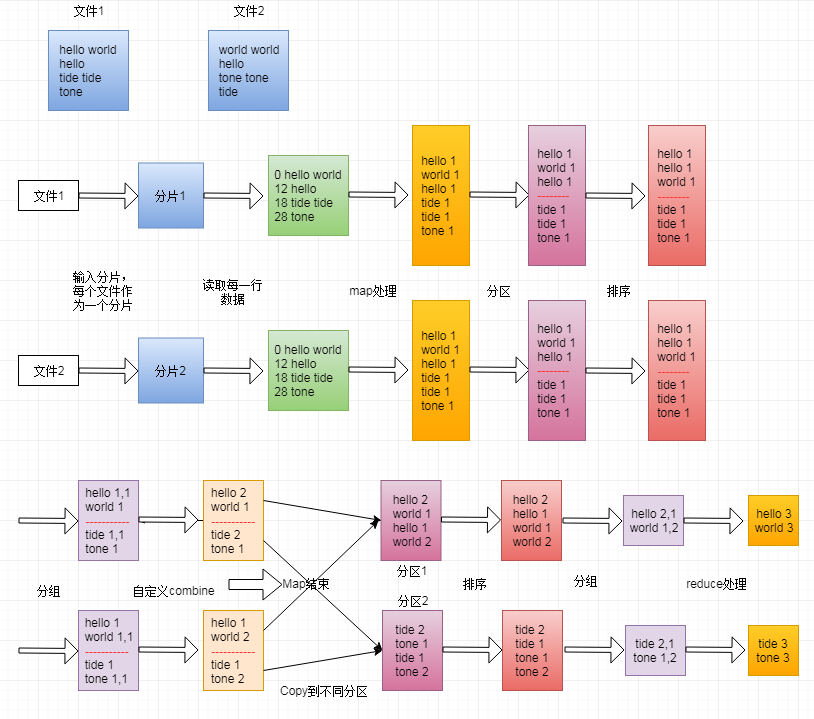 文件1
文件2
hello world
hello
tide tide
tone
world world
hello
tone tone
tide
文件1
分片1
0 hello world
12 hello
18 tide tide
28 tone
hello 1
world 1
hello 1
tide 1
tide 1
tone 1
hello 1
world 1
hello 1
--------
tide 1
tide 1
tone 1
hello 1
hello 1
world 1
--------
tide 1
tide 1
tone 1
输入分片，
每个文件作
为一个分片
读取每一行
数据
map处理
分区
排序
文件2
分片2
0 hello world
12 hello
18 tide tide
28 tone
hello 1
world 1
hello 1
tide 1
tide 1
tone 1
hello 1
world 1
hello 1
--------
tide 1
tide 1
tone 1
hello 1
hello 1
world 1
--------
tide 1
tide 1
tone 1
hello 1,1
world 1
-----------
tide 1,1
tone 1
hello 2
world 1
-----------
tide 2
tone 1
hello 2
world 1
hello 1
world 2
hello 2
hello 1
world 1
world 2
hello 2,1
world 1,2
hello 3
world 3
分组
自定义combine
Map结束
分区1
分区2
排序
分组
reduce处理
hello 1
world 1,1
-----------
tide 1
tone 1,1
hello 1
world 2
-----------
tide 1
tone 2
tide 2
tone 1
tide 1
tone 2
tide 2
tide 1
tone 1
tone 2
tide 2,1
tone 1,2
tide 3
tone 3
Copy到不同分区